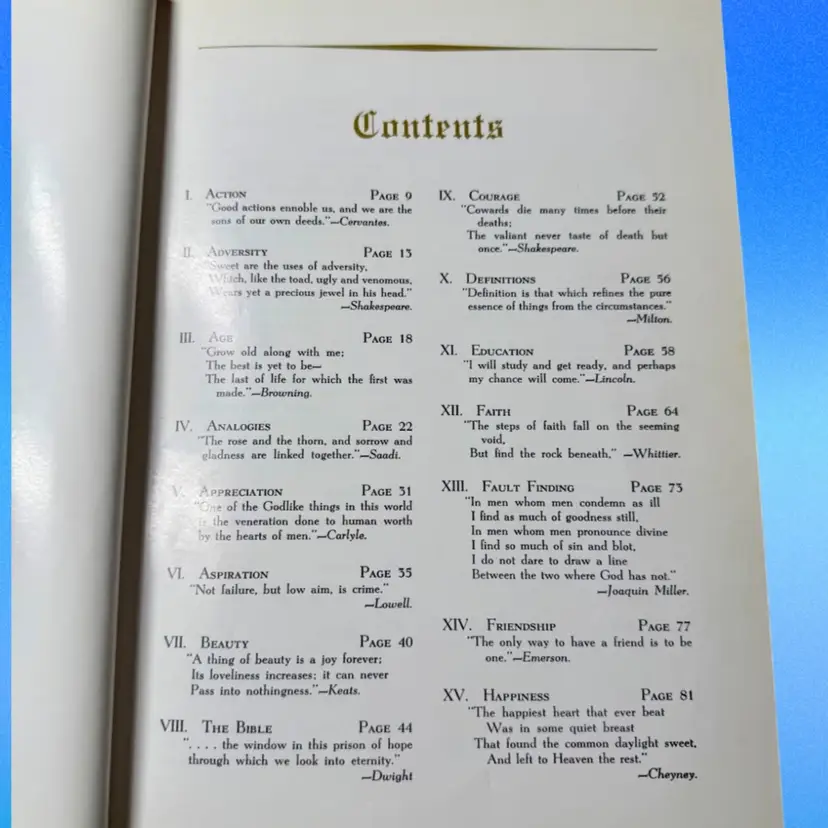 Contents
I. Action Page 9
"Good actions ennoble us, and we are the
sons of our own deeds."—Cervantes.
II. Adversity Page 13
"Sweet are the uses of adversity,
Which, like the toad, ugly and venomous,
Wears yet a precious jewel in his head."
—Shakespeare.
III. Age Page 18
"Grow old along with me;
The best is yet to be—
The last of life for which the first was
made."—Browning.
IV. Analogies Page 22
"The rose and the thorn, and sorrow and
gladness are linked together."—Saadi.
V. Appreciation Page 31
"One of the Godlike things in this world
is the veneration done to human worth
by the hearts of men."—Carlyle.
VI. Aspiration Page 35
"Not failure, but low aim, is crime."
—Lowell.
VII. Beauty Page 40
"A thing of beauty is a joy forever;
Its loveliness increases; it can never
Pass into nothingness."—Keats.
VIII. The Bible Page 44
". . . . the window in this prison of hope
through which we look into eternity."
—Dwight
IX. Courage Page 52
"Cowards die many times before their
deaths;
The valiant never taste of death but
once."—Shakespeare.
X. Definitions Page 56
"Definition is that which refines the pure
essence of things from the circumstances."
—Milton.
XI. Education Page 58
"I will study and get ready, and perhaps
my chance will come."—Lincoln.
XII. Faith Page 64
"The steps of faith fall on the seeming
void,
But find the rock beneath," —Whittier.
XIII. Fault Finding Page 73
"In men whom men condemn as ill
I find as much of goodness still,
In men whom men pronounce divine
I find so much of sin and blot,
I do not dare to draw a line
Between the two where God has not."
—Joaquin Miller.
XIV. Friendship Page 77
"The only way to have a friend is to be
one."—Emerson.
XV. Happiness Page 81
"The happiest heart that ever beat
Was in some quiet breast
That found the common daylight sweet,
And left to Heaven the rest."
—Cheyney.